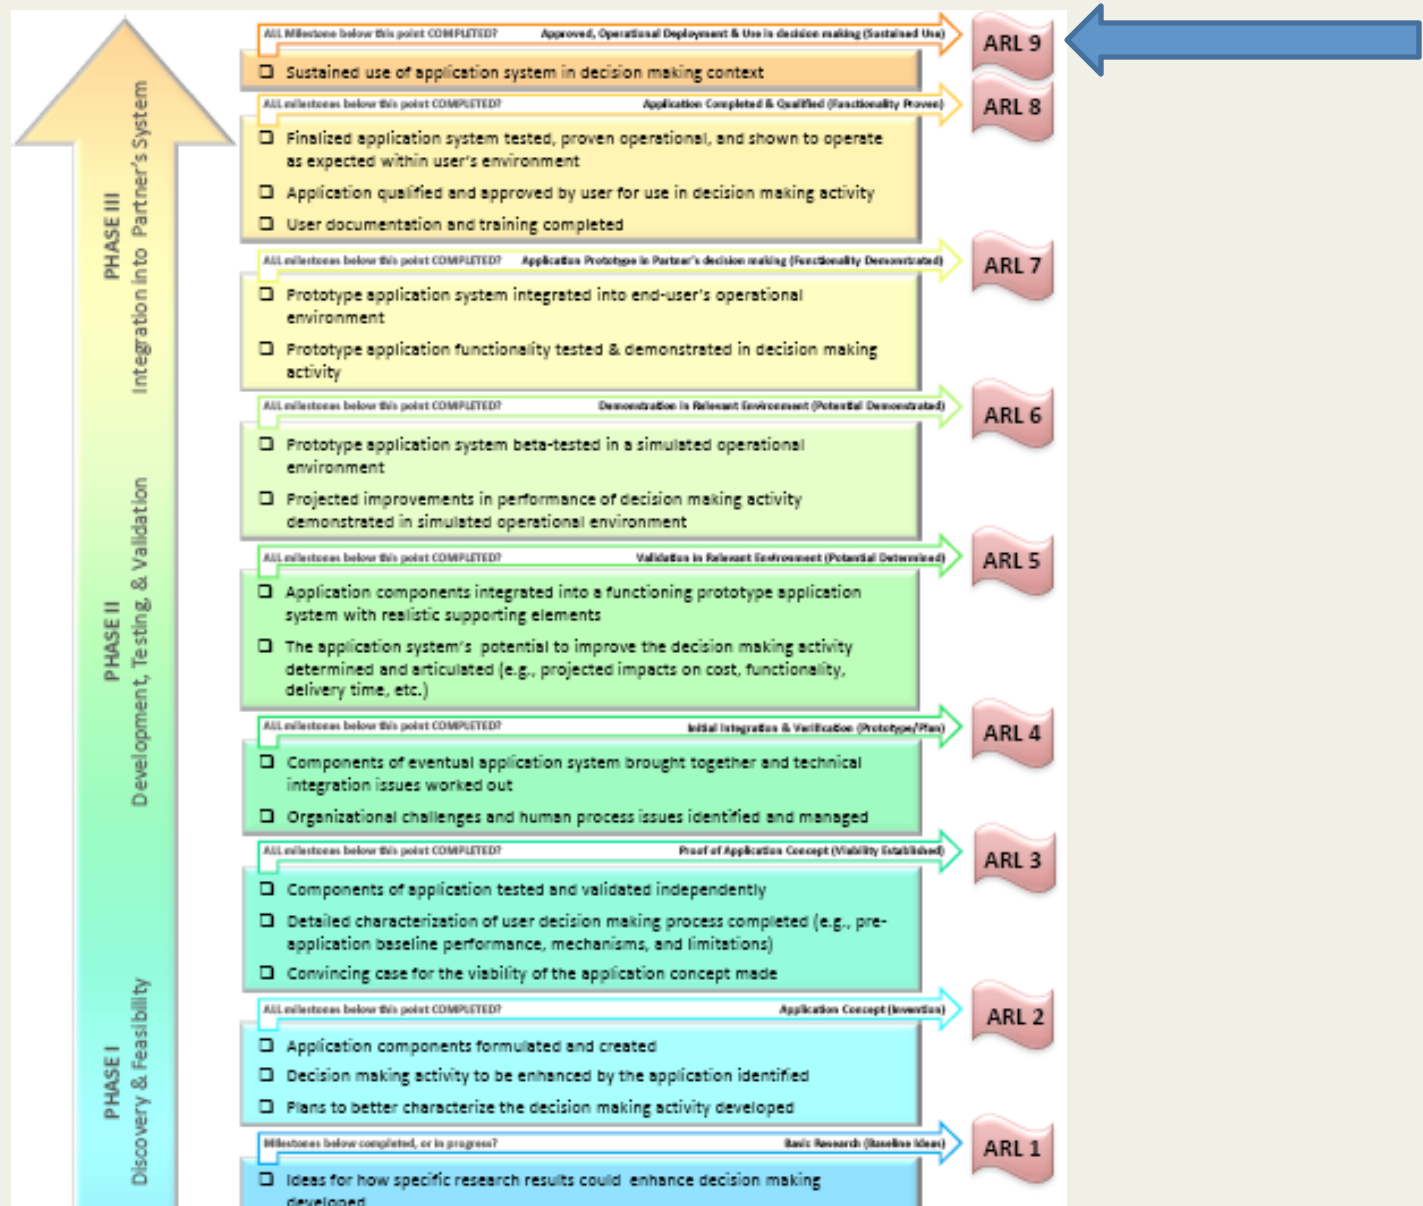 ALL Milestone below this point COMPLETED? Approved, Operational Deployment & Use in decision making (Sustained Use)
ARL 9
❑ Sustained use of application system in decision making context
ALL milestones below this point COMPLETED? Application Completed & Qualified (Functionality Proven)
ARL 8
❑ Finalized application system tested, proven operational, and shown to operate
as expected within user's environment
❑ Application qualified and approved by user for use in decision making activity
❑ User documentation and training completed
PHASE III
Integration into Partner's System
ALL milestones below this point COMPLETED? Application Prototype in Partner's decision making (Functionality Demonstrated)
ARL 7
❑ Prototype application system integrated into end-user's operational
environment
❑ Prototype application functionality tested & demonstrated in decision making
activity
ALL milestones below this point COMPLETED? Demonstration in Relevant Environment (Potential Demonstrated)
ARL 6
❑ Prototype application system beta-tested in a simulated operational
environment
❑ Projected improvements in performance of decision making activity
demonstrated in simulated operational environment
PHASE II
Development, Testing, & Validation
ALL milestones below this point COMPLETED? Validation in Relevant Environment (Potential Determined)
ARL 5
❑ Application components integrated into a functioning prototype application
system with realistic supporting elements
❑ The application system's potential to improve the decision making activity
determined and articulated (e.g., projected impacts on cost, functionality,
delivery time, etc.)
ALL milestones below this point COMPLETED? Initial Integration & Verification (Prototype/Plan)
ARL 4
❑ Components of eventual application system brought together and technical
integration issues worked out
❑ Organizational challenges and human process issues identified and managed
ALL milestones below this point COMPLETED? Proof of Application Concept (Viability Established)
ARL 3
❑ Components of application tested and validated independently
❑ Detailed characterization of user decision making process completed (e.g., pre-
application baseline performance, mechanisms, and limitations)
❑ Convincing case for the viability of the application concept made
PHASE I
Discovery & Feasibility
ALL milestones below this point COMPLETED? Application Concept (Invention)
ARL 2
❑ Application components formulated and created
❑ Decision making activity to be enhanced by the application identified
❑ Plans to better characterize the decision making activity developed
Milestones below completed, or in progress? Basic Research (Baseline Ideas)
ARL 1
❑ Ideas for how specific research results could enhance decision making
developed